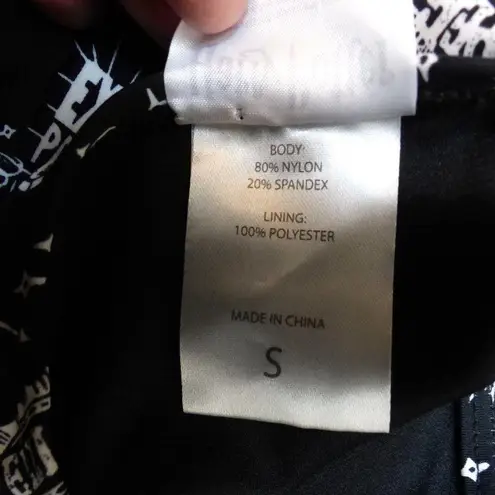 BODY:
80% NYLON
20% SPANDEX
LINING:
100% POLYESTER
MADE IN CHINA
S